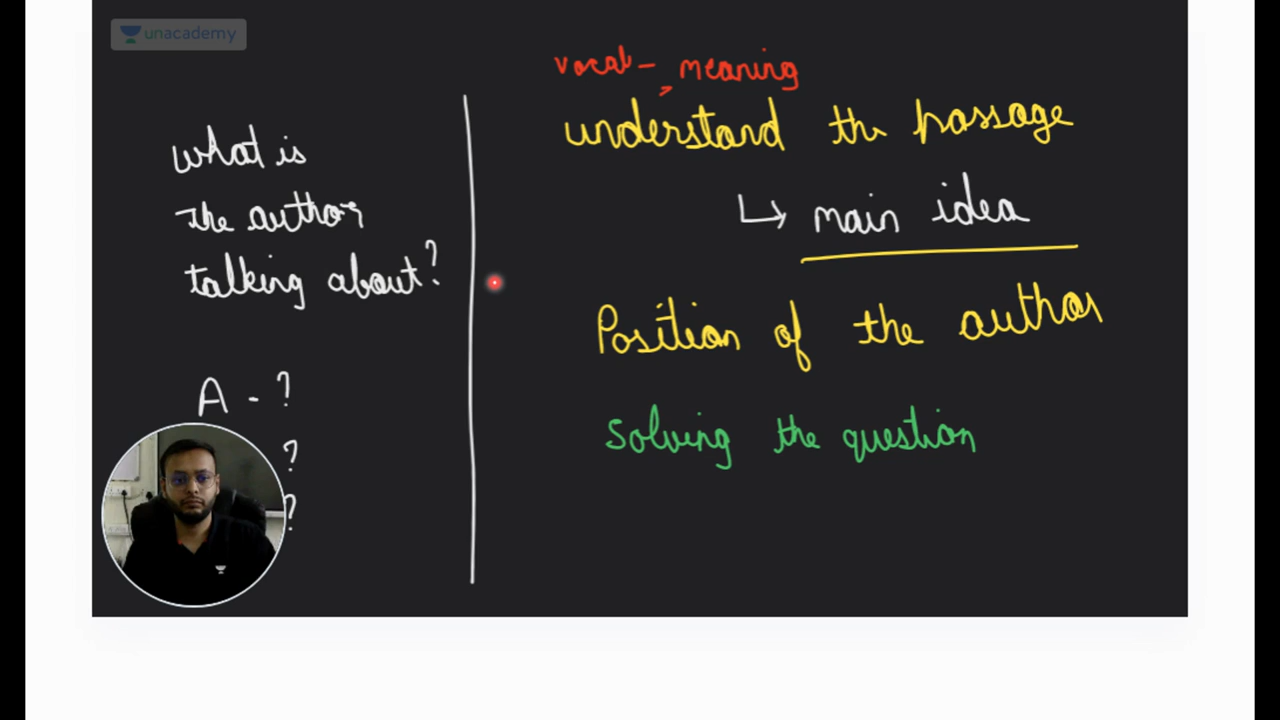 unacademy
what is
the author
talking about?
A - ?
?
?
vocab - meaning
understand the passage
↳ main idea
Position of the author
Solving the question